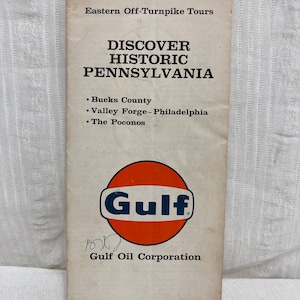 Eastern Off-Turnpike Tours
DISCOVER
HISTORIC
PENNSYLVANIA
• Bucks County
• Valley Forge–Philadelphia
• The Poconos
Gulf
Gulf Oil Corporation